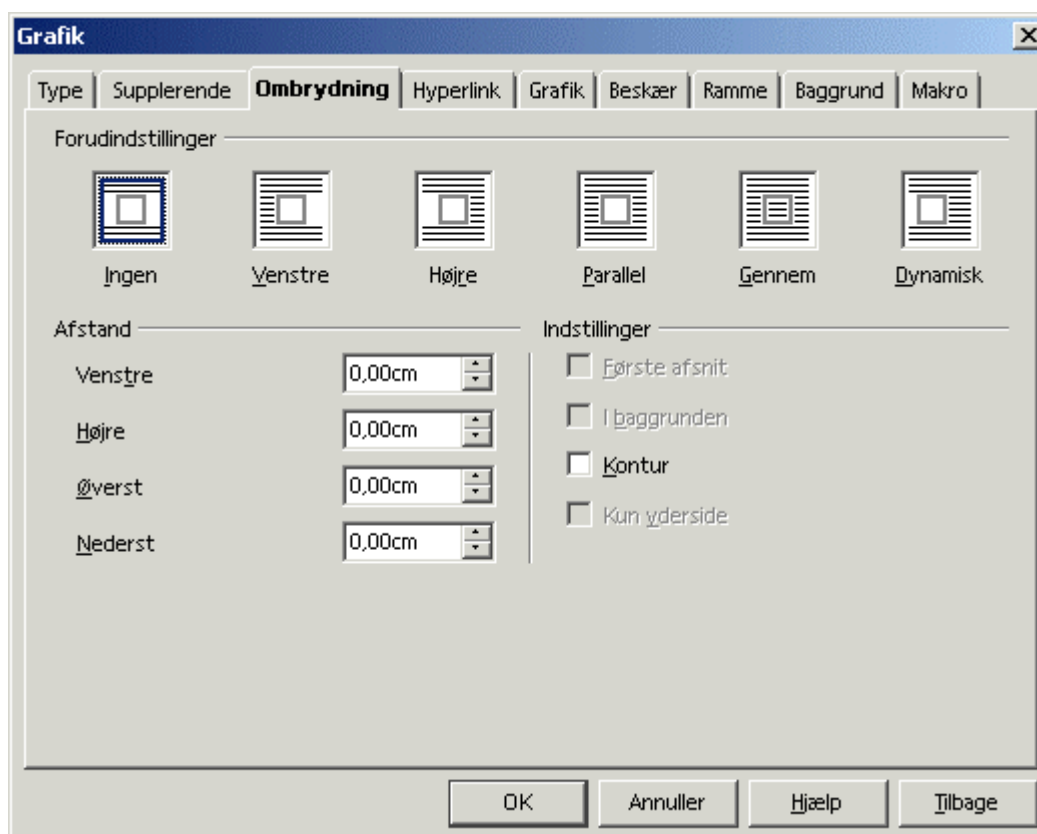 Grafik
Type Supplerende Ombrydning Hyperlink Grafik Beskær Ramme Baggrund Makro
Forudindstillinger
Ingen Venstre Højre Parallel Gennem Dynamisk
Afstand
Venstre 0,00cm
Højre 0,00cm
Øverst 0,00cm
Nederst 0,00cm
Indstillinger
Første afsnit
I baggrunden
Kontur
Kun yderside
OK Annuller Hjælp Tilbage